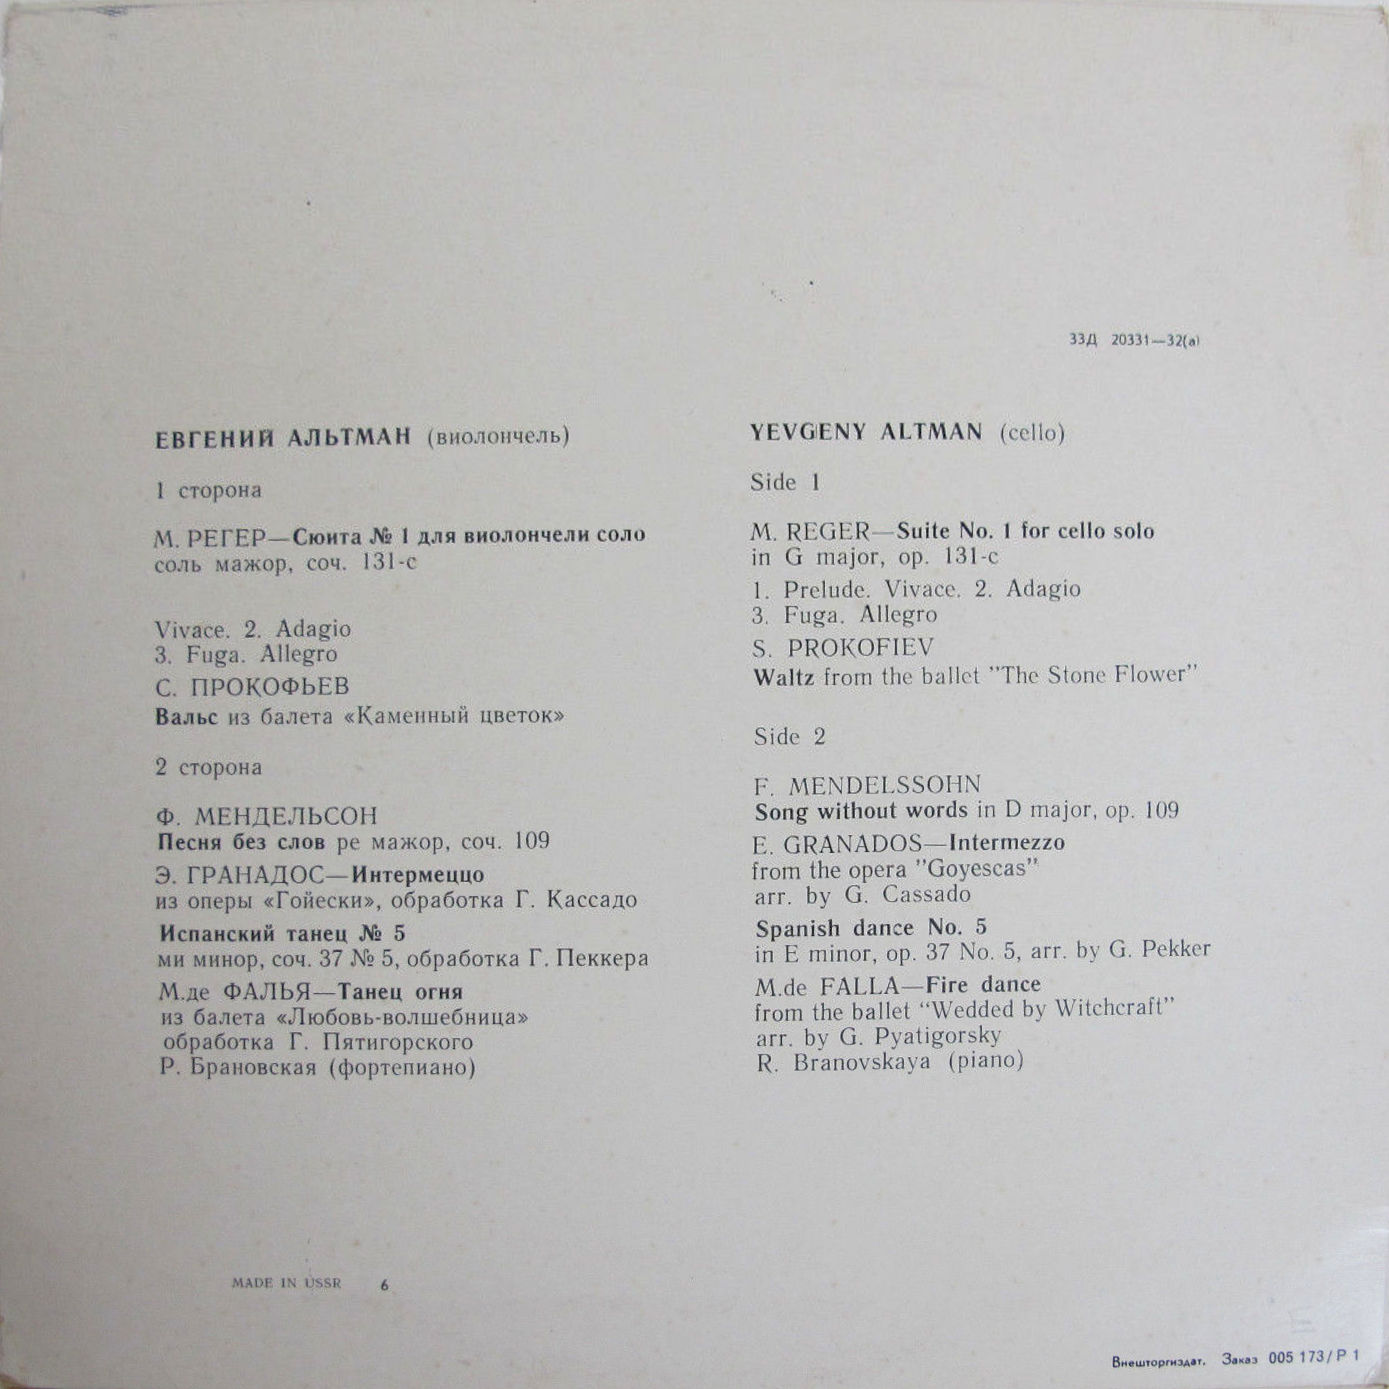 33Д 20331—32(а)
ЕВГЕНИЙ АЛЬТМАН (виолончель)
1 сторона
М. РЕГЕР—Сюита № 1 для виолончели соло
соль мажор, соч. 131-с
Vivace. 2. Adagio
3. Fuga. Allegro
С. ПРОКОФЬЕВ
Вальс из балета «Каменный цветок»
2 сторона
Ф. МЕНДЕЛЬСОН
Песня без слов ре мажор, соч. 109
Э. ГРАНАДОС—Интермеццо
из оперы «Гойески», обработка Г. Кассадо
Испанский танец № 5
ми минор, соч. 37 № 5, обработка Г. Пеккера
М.де ФАЛЬЯ—Танец огня
из балета «Любовь-волшебница»
обработка Г. Пятигорского
Р. Брановская (фортепиано)
YEVGENY ALTMAN (cello)
Side 1
M. REGER—Suite No. 1 for cello solo
in G major, op. 131-c
1. Prelude. Vivace. 2. Adagio
3. Fuga. Allegro
S. PROKOFIEV
Waltz from the ballet "The Stone Flower"
Side 2
F. MENDELSSOHN
Song without words in D major, op. 109
E. GRANADOS—Intermezzo
from the opera "Goyescas"
arr. by G. Cassado
Spanish dance No. 5
in E minor, op. 37 No. 5, arr. by G. Pekker
M.de FALLA—Fire dance
from the ballet "Wedded by Witchcraft"
arr. by G. Pyatigorsky
R. Branovskaya (piano)
MADE IN USSR 6
Внешторгиздат. Заказ 005 173/Р 1